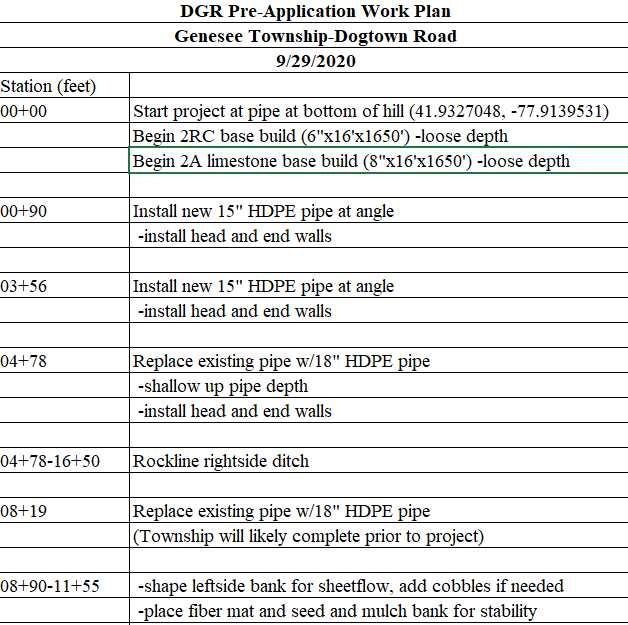 DGR Pre-Application Work Plan
Genesee Township-Dogtown Road
9/29/2020
Station (feet)
00+00 Start project at pipe at bottom of hill (41.9327048, -77.9139531)
Begin 2RC base build (6"x16'x1650') -loose depth
Begin 2A limestone base build (8"x16'x1650') -loose depth
00+90 Install new 15" HDPE pipe at angle
-install head and end walls
03+56 Install new 15" HDPE pipe at angle
-install head and end walls
04+78 Replace existing pipe w/18" HDPE pipe
-shallow up pipe depth
-install head and end walls
04+78-16+50 Rockline rightside ditch
08+19 Replace existing pipe w/18" HDPE pipe
(Township will likely complete prior to project)
08+90-11+55 -shape leftside bank for sheetflow, add cobbles if needed
-place fiber mat and seed and mulch bank for stability